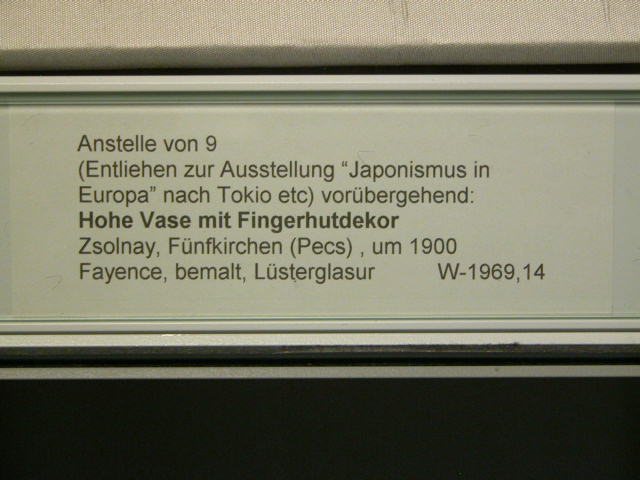 Anstelle von 9
(Entliehen zur Ausstellung “Japonismus in
Europa” nach Tokio etc) vorübergehend:
Hohe Vase mit Fingerhutdekor
Zsolnay, Fünfkirchen (Pecs) , um 1900
Fayence, bemalt, Lüsterglasur W-1969,14